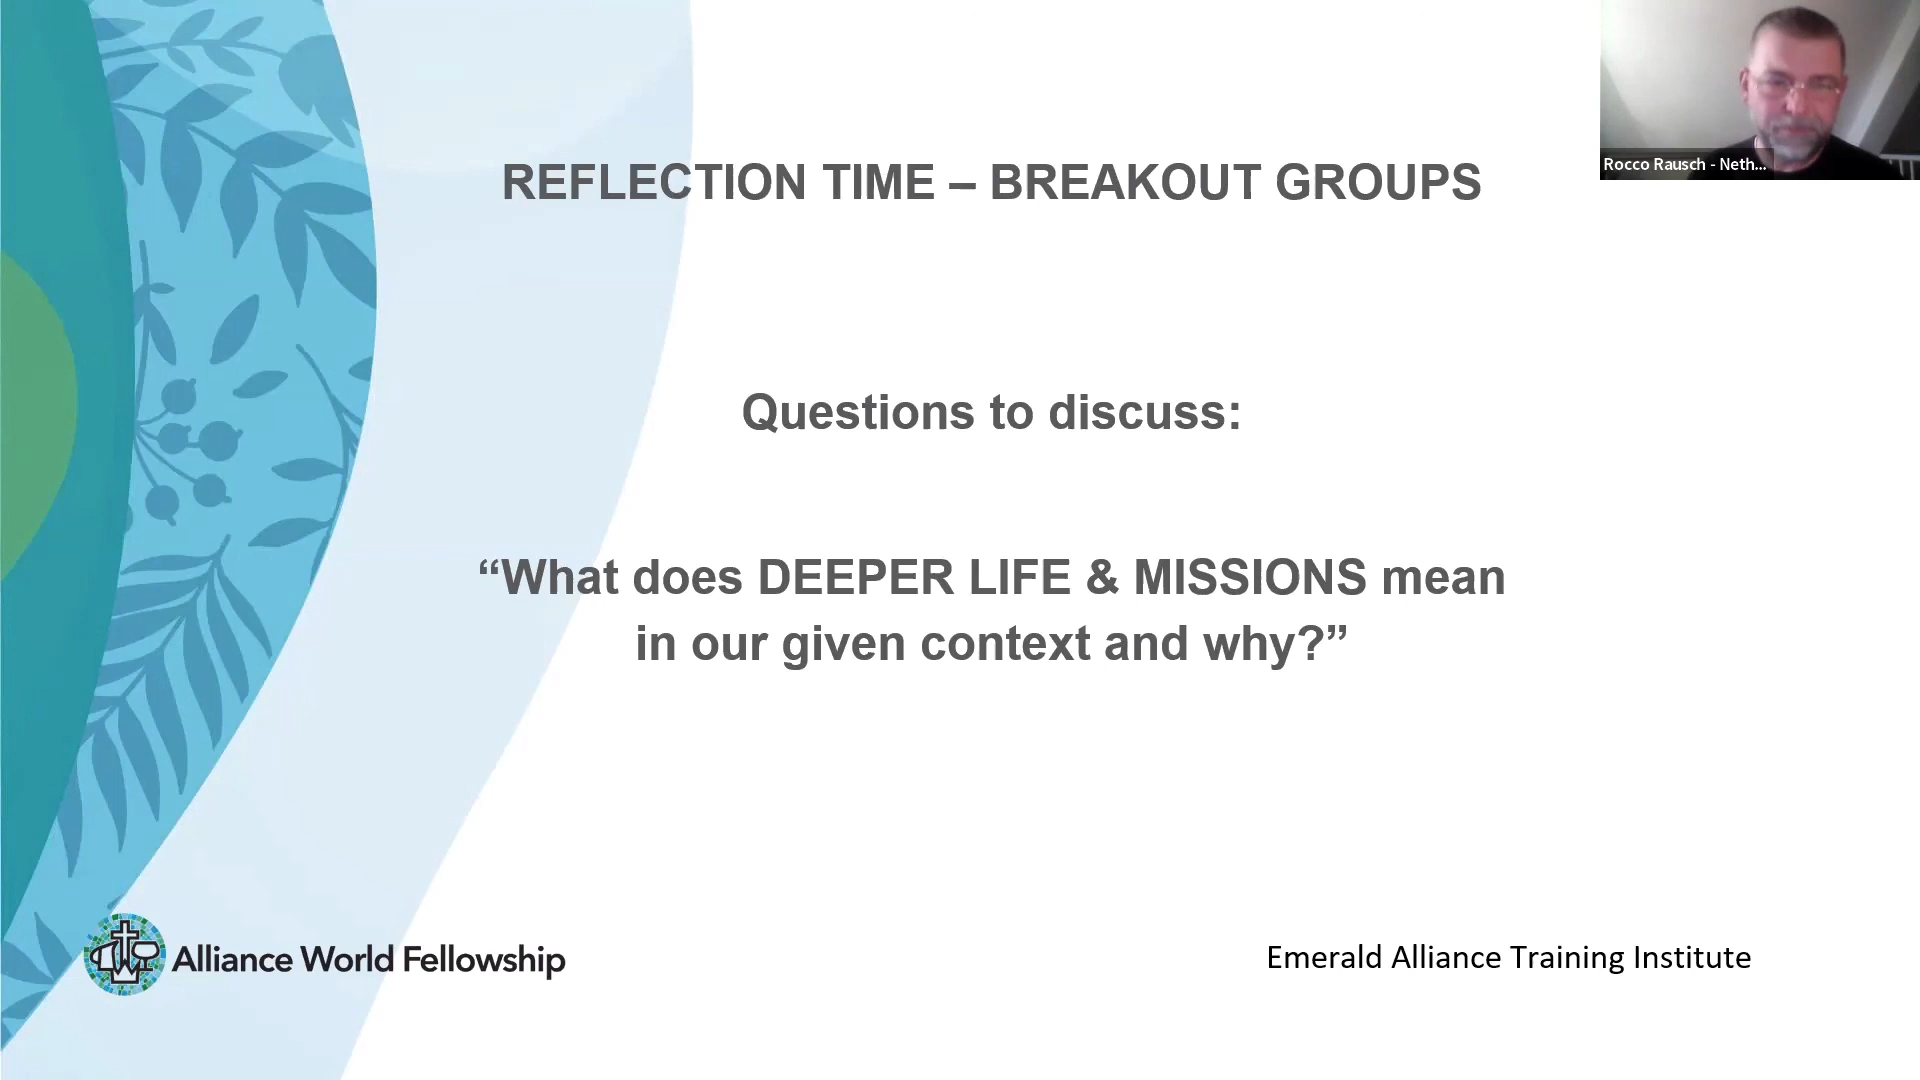 REFLECTION TIME – BREAKOUT GROUPS
Rocco Rausch - Neth...
Questions to discuss:
“What does DEEPER LIFE & MISSIONS mean
in our given context and why?”
Alliance World Fellowship
Emerald Alliance Training Institute